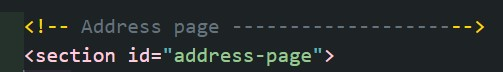 <!-- Address page --------------------->
<section id="address-page">